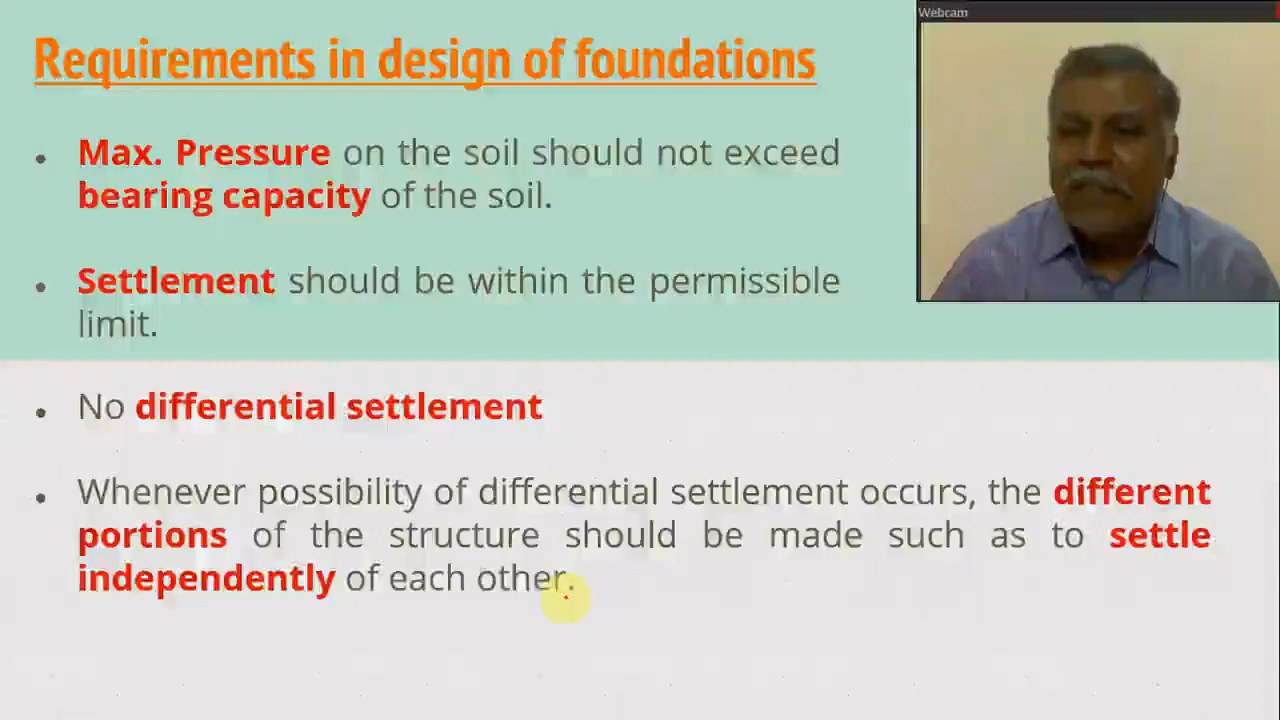 Webcam
Requirements in design of foundations
• Max. Pressure on the soil should not exceed
bearing capacity of the soil.
• Settlement should be within the permissible
limit.
• No differential settlement
• Whenever possibility of differential settlement occurs, the different
portions of the structure should be made such as to settle
independently of each other.